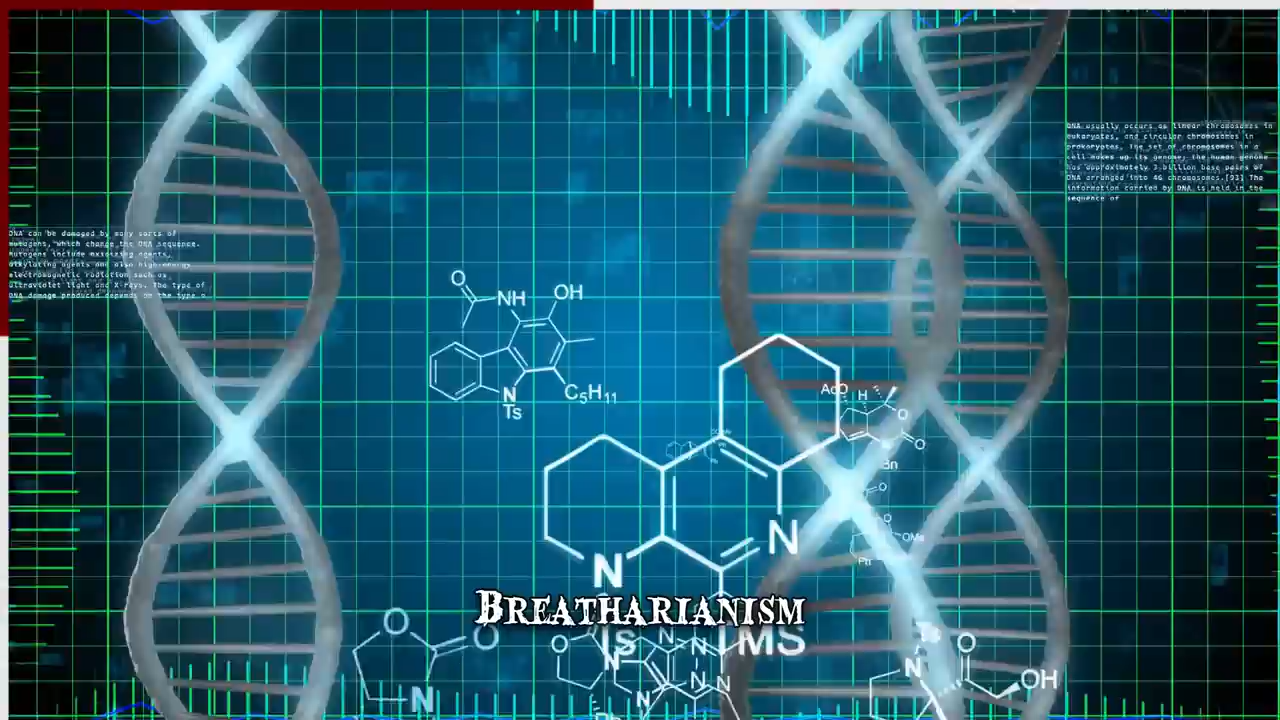 DNA usually occurs as linear chromosomes in
eukaryotes, and circular chromosomes in
prokaryotes. The set of chromosomes in a
cell makes up its genome; the human genome
has approximately 3 billion base pairs of
DNA arranged into 46 chromosomes.[91] The
information carried by DNA is held in the
sequence of
DNA can be damaged by many sorts of
mutagens, which change the DNA sequence.
Mutagens include oxidizing agents,
alkylating agents and also high-energy
electromagnetic radiation such as
ultraviolet light and X-rays. The type of
DNA damage produced depends on the type o
O
NH
OH
N
Ts
C5H11
AcO
H
O
O
Bn
O
O
OMe
Ph
N
N
BREATHARIANISM
O
O
N
Ts
MS
O
N
N
N
N
N
N
N
O
OH